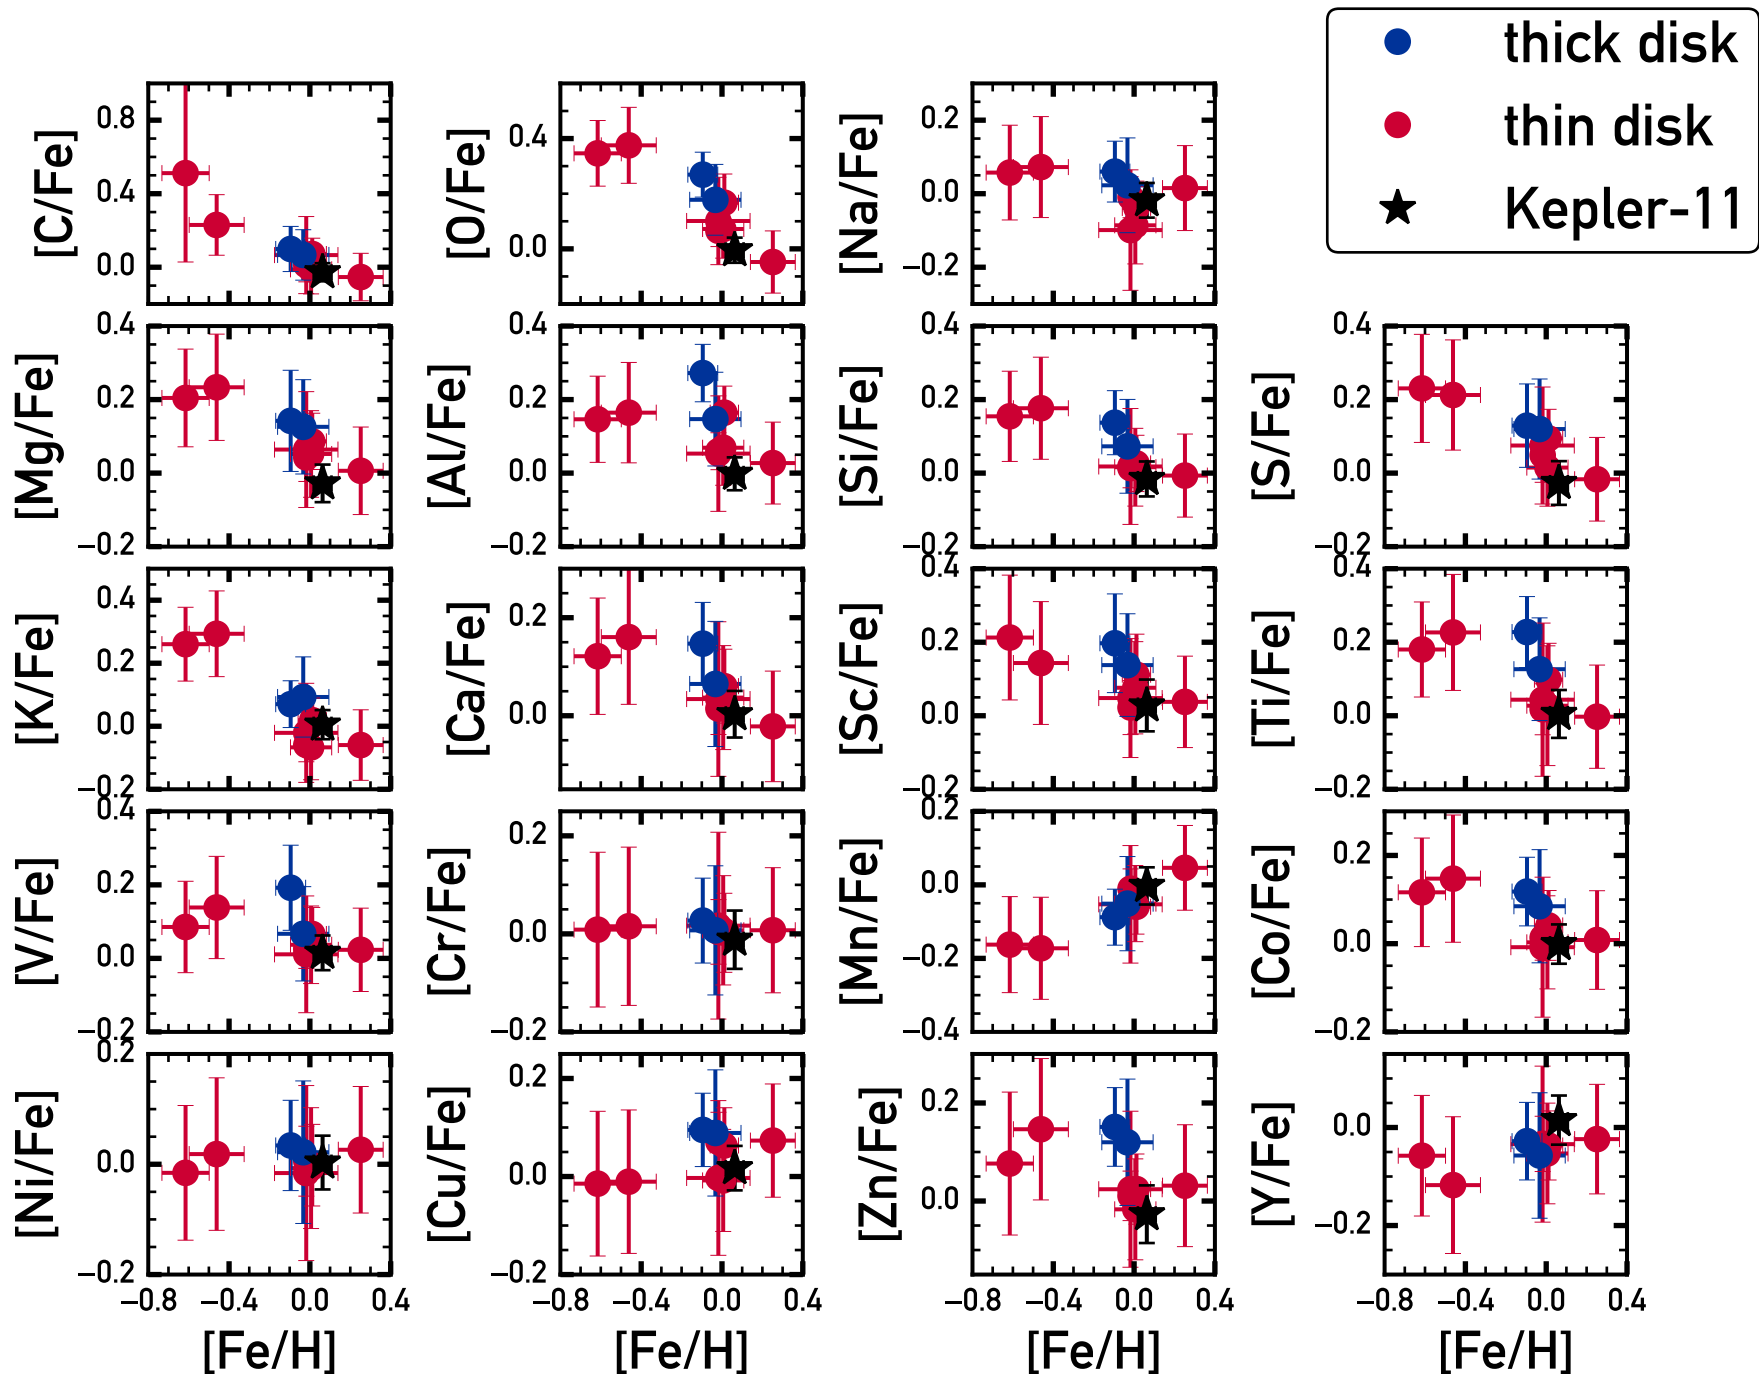 thick disk
thin disk
Kepler-11
[C/Fe]
0.8
0.4
0.0
[O/Fe]
0.4
0.0
[Na/Fe]
0.2
0.0
−0.2
[Mg/Fe]
0.4
0.2
0.0
−0.2
[Al/Fe]
0.4
0.2
0.0
−0.2
[Si/Fe]
0.4
0.2
0.0
−0.2
[S/Fe]
0.4
0.2
0.0
−0.2
[K/Fe]
0.4
0.2
0.0
−0.2
[Ca/Fe]
0.2
0.0
[Sc/Fe]
0.4
0.2
0.0
−0.2
[Ti/Fe]
0.4
0.2
0.0
−0.2
[V/Fe]
0.4
0.2
0.0
−0.2
[Cr/Fe]
0.2
0.0
−0.2
[Mn/Fe]
0.2
0.0
−0.2
−0.4
[Co/Fe]
0.2
0.0
−0.2
[Ni/Fe]
0.2
0.0
−0.2
[Cu/Fe]
0.2
0.0
−0.2
[Zn/Fe]
0.2
0.0
[Y/Fe]
0.0
−0.2
−0.8 −0.4 0.0 0.4
−0.8 −0.4 0.0 0.4
−0.8 −0.4 0.0 0.4
−0.8 −0.4 0.0 0.4
[Fe/H]
[Fe/H]
[Fe/H]
[Fe/H]